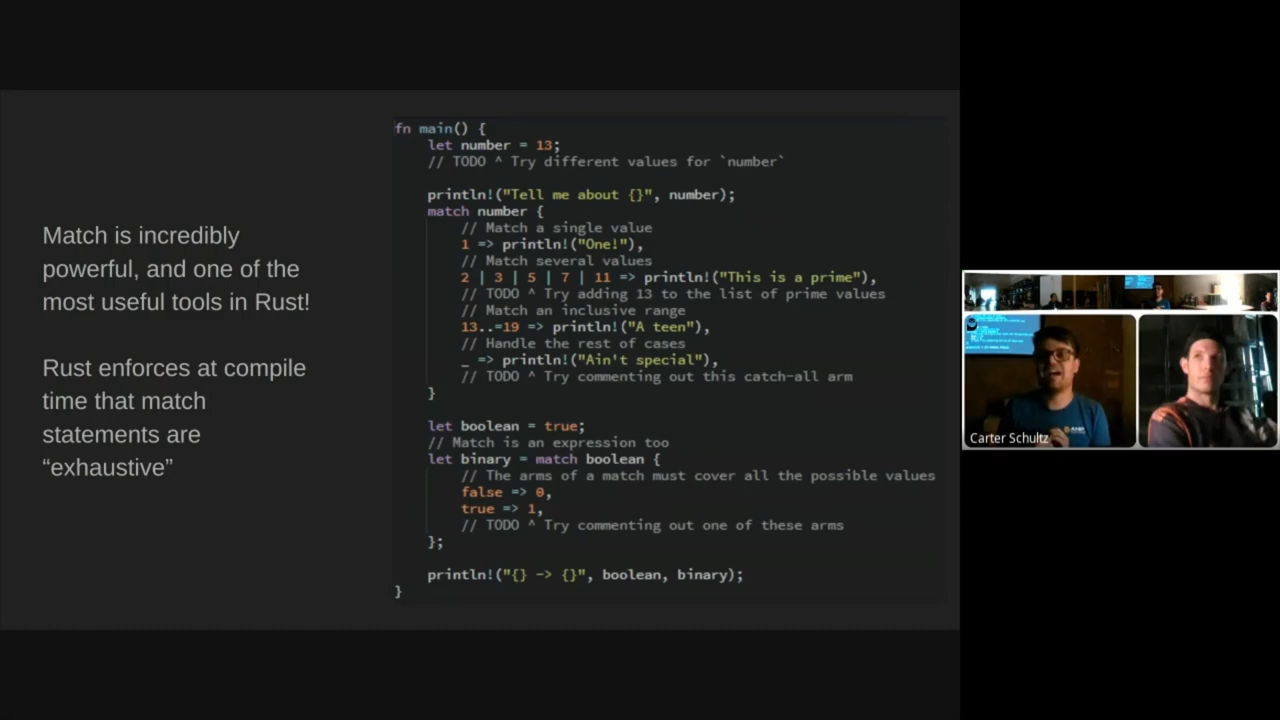 Match is incredibly
powerful, and one of the
most useful tools in Rust!
Rust enforces at compile
time that match
statements are
“exhaustive”
fn main() {
    let number = 13;
    // TODO ^ Try different values for `number`
    println!("Tell me about {}", number);
    match number {
        // Match a single value
        1 => println!("One!"),
        // Match several values
        2 | 3 | 5 | 7 | 11 => println!("This is a prime"),
        // TODO ^ Try adding 13 to the list of prime values
        // Match an inclusive range
        13..=19 => println!("A teen"),
        // Handle the rest of cases
        _ => println!("Ain't special"),
        // TODO ^ Try commenting out this catch-all arm
    }
    let boolean = true;
    // Match is an expression too
    let binary = match boolean {
        // The arms of a match must cover all the possible values
        false => 0,
        true => 1,
        // TODO ^ Try commenting out one of these arms
    };
    println!("{} -> {}", boolean, binary);
}
Carter Schultz